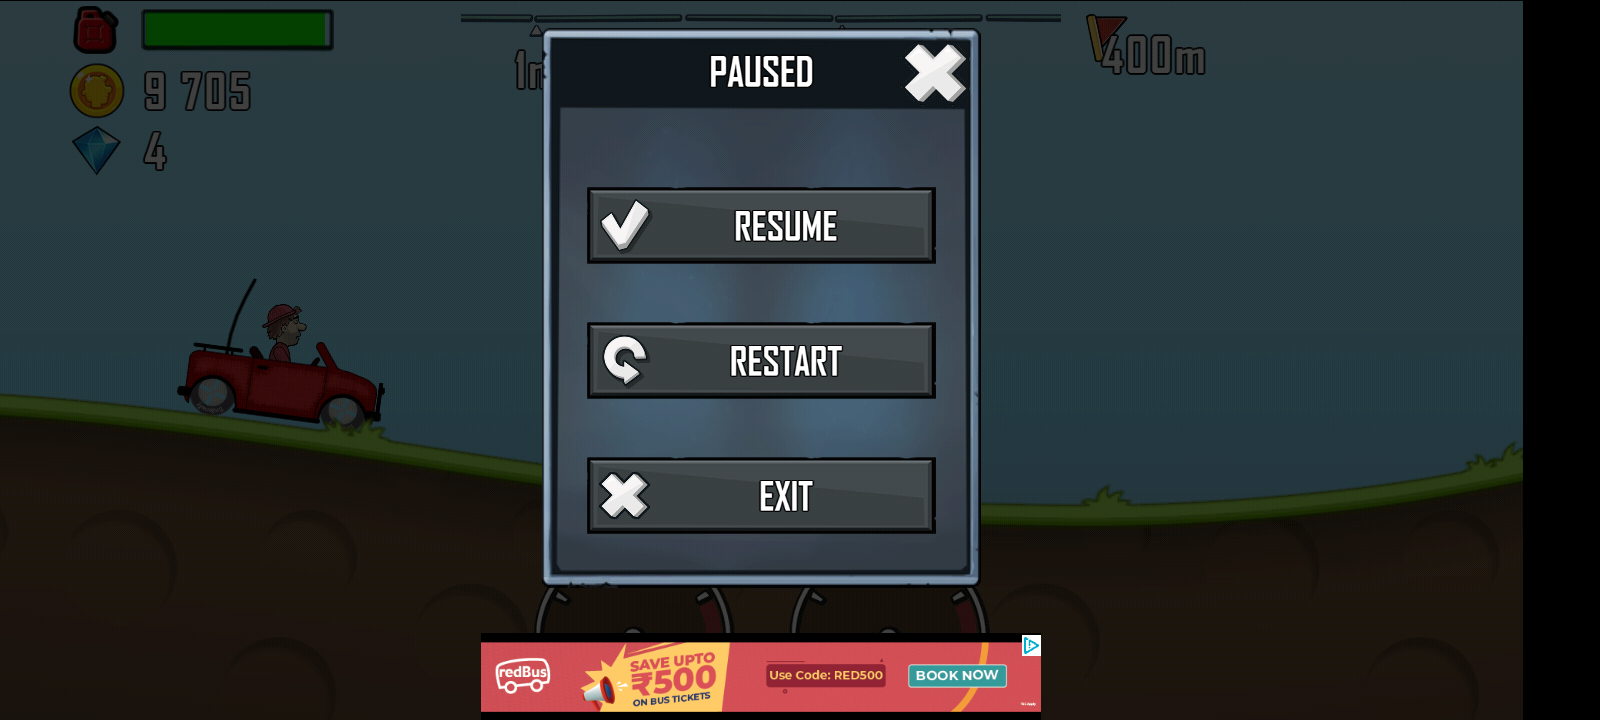 9 705
4
400m
PAUSED
RESUME
RESTART
EXIT
redBus
SAVE UPTO
₹500
ON BUS TICKETS
Use Code: RED500
BOOK NOW